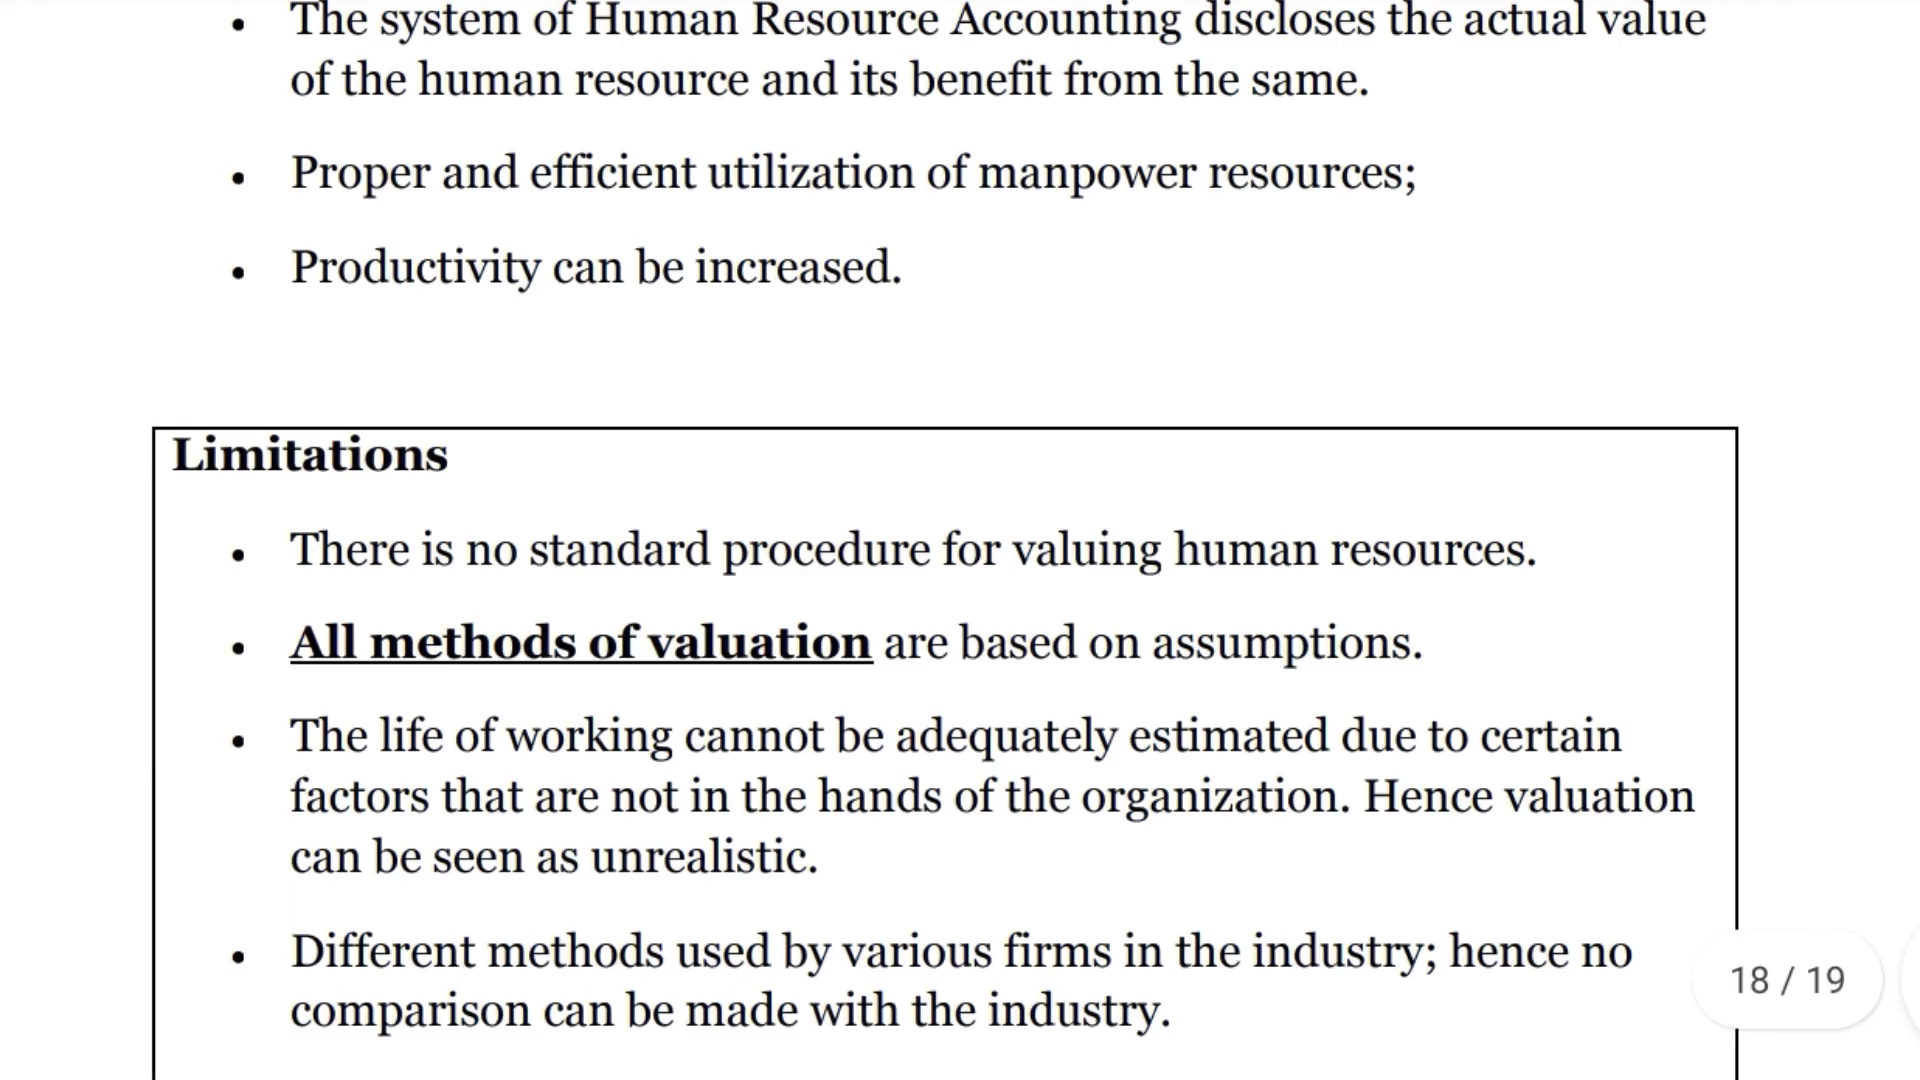 • The system of Human Resource Accounting discloses the actual value
of the human resource and its benefit from the same.
• Proper and efficient utilization of manpower resources;
• Productivity can be increased.
Limitations
• There is no standard procedure for valuing human resources.
• All methods of valuation are based on assumptions.
• The life of working cannot be adequately estimated due to certain
factors that are not in the hands of the organization. Hence valuation
can be seen as unrealistic.
• Different methods used by various firms in the industry; hence no
comparison can be made with the industry.
18 / 19